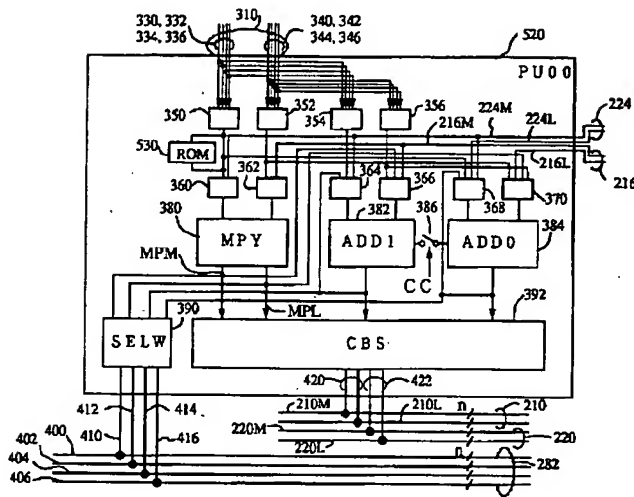 330, 332 310 340, 342
334, 336 344, 346
520
PU00
350 352 354 356
216M 224M 224 224L
530 ROM
216L 216
360 362 364 366 368 370
380 382 386 384
MPY ADD1 ADD0
MPM CC
390 MPL 392
SELW CBS
412 414 420 422
210M 210L n 210
410 416 220M 220
400 220L n
402 282
404
406